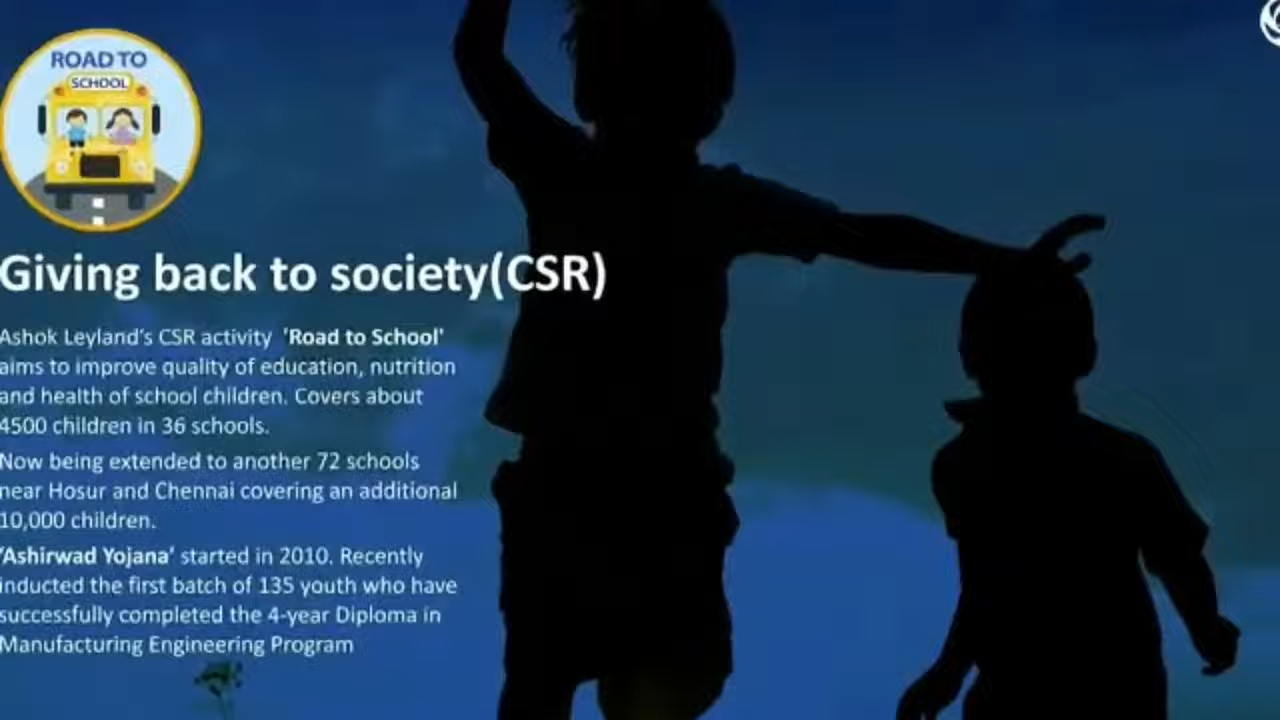 ROAD TO
SCHOOL
Giving back to society(CSR)
Ashok Leyland's CSR activity 'Road to School'
aims to improve quality of education, nutrition
and health of school children. Covers about
4500 children in 36 schools.
Now being extended to another 72 schools
near Hosur and Chennai covering an additional
10,000 children.
'Ashirwad Yojana' started in 2010. Recently
inducted the first batch of 135 youth who have
successfully completed the 4-year Diploma in
Manufacturing Engineering Program